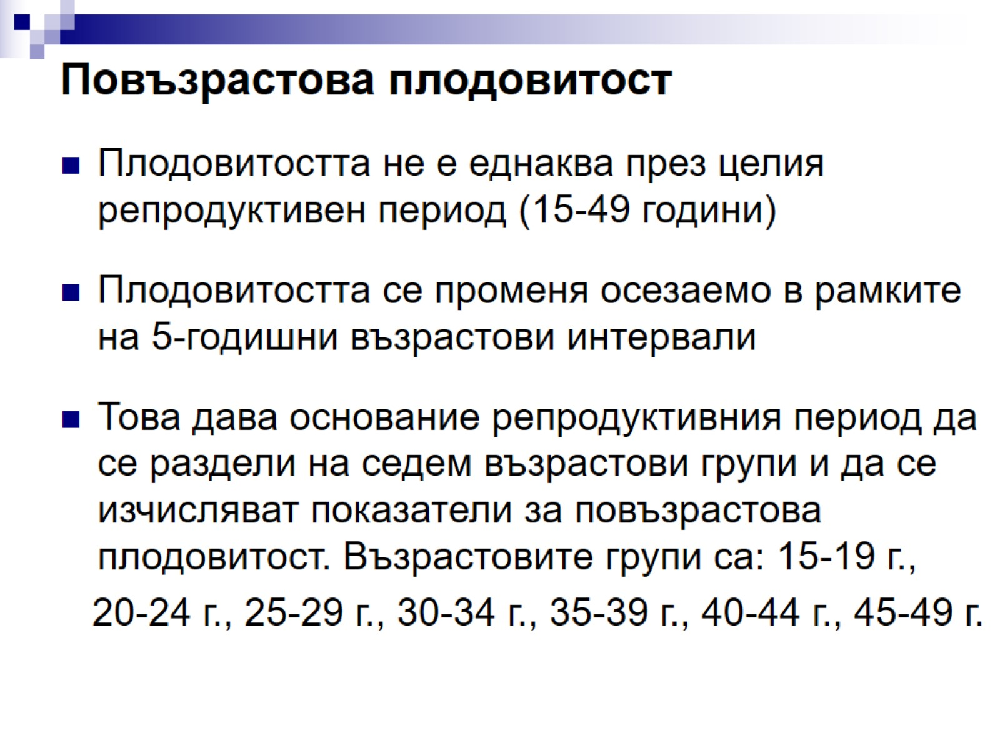 Повъзрастова плодовитост
Плодовитостта не е еднаква през целия
репродуктивен период (15-49 години)
Плодовитостта се променя осезаемо в рамките
на 5-годишни възрастови интервали
Това дава основание репродуктивния период да
се раздели на седем възрастови групи и да се
изчисляват показатели за повъзрастова
плодовитост. Възрастовите групи са: 15-19 г.,
20-24 г., 25-29 г., 30-34 г., 35-39 г., 40-44 г., 45-49 г.